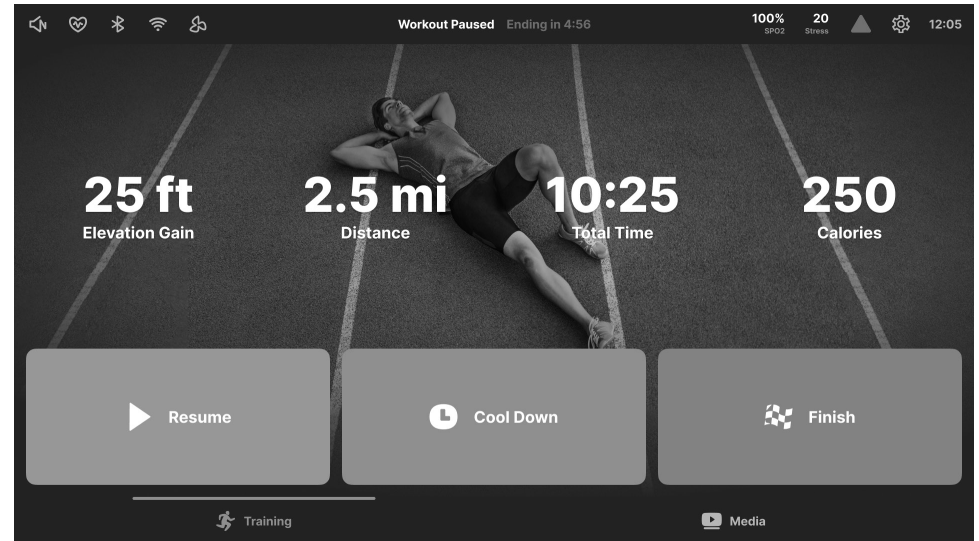 Workout Paused Ending in 4:56
100% SPO2
20 Stress
12:05
25 ft
Elevation Gain
2.5 mi
Distance
10:25
Total Time
250
Calories
Resume
Cool Down
Finish
Training
Media